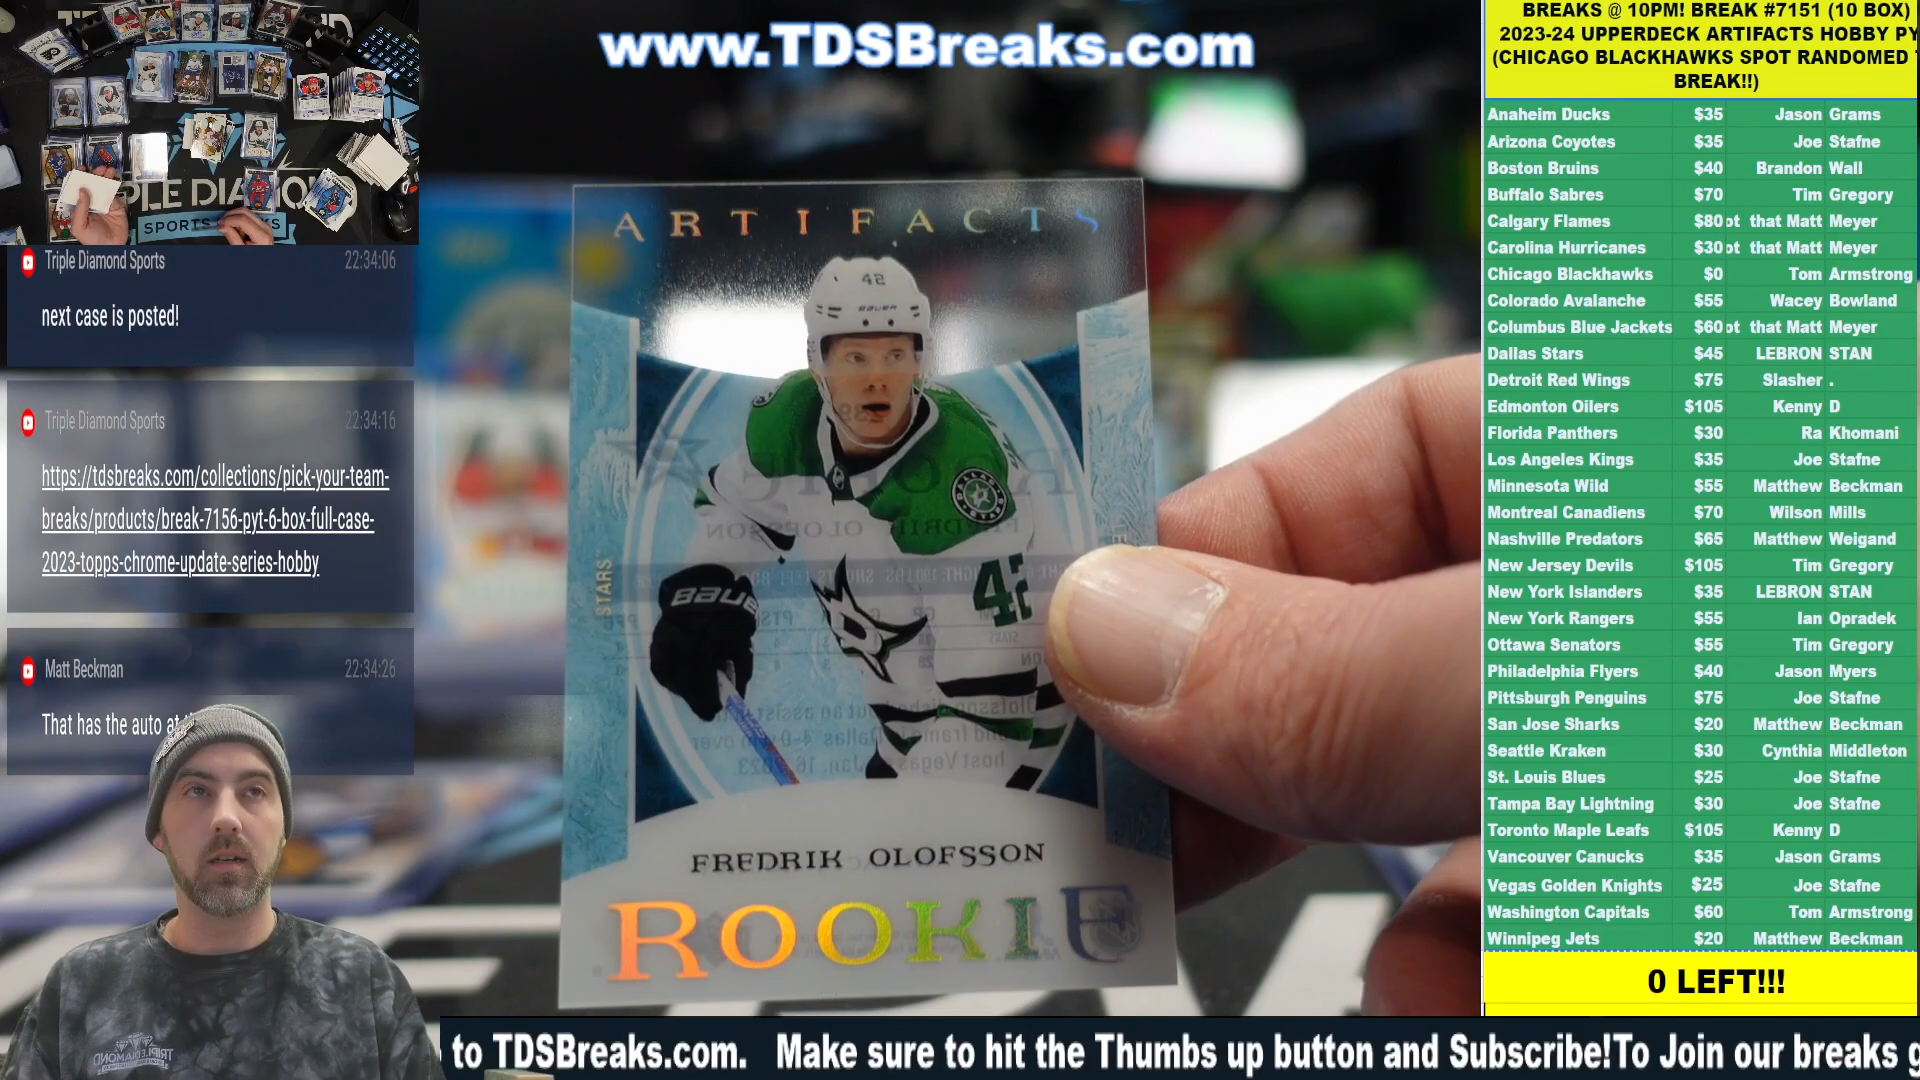 www.TDSBreaks.com
BREAKS @ 10PM! BREAK #7151 (10 BOX)
2023-24 UPPERDECK ARTIFACTS HOBBY PY
(CHICAGO BLACKHAWKS SPOT RANDOMED
BREAK!!)
Anaheim Ducks $35 Jason Grams
Arizona Coyotes $35 Joe Stafne
Boston Bruins $40 Brandon Wall
Buffalo Sabres $70 Tim Gregory
Calgary Flames $80 ot that Matt Meyer
Carolina Hurricanes $30 ot that Matt Meyer
Chicago Blackhawks $0 Tom Armstrong
Colorado Avalanche $55 Wacey Bowland
Columbus Blue Jackets $60 ot that Matt Meyer
Dallas Stars $45 LEBRON STAN
Detroit Red Wings $75 Slasher .
Edmonton Oilers $105 Kenny D
Florida Panthers $30 Ra Khomani
Los Angeles Kings $35 Joe Stafne
Minnesota Wild $55 Matthew Beckman
Montreal Canadiens $70 Wilson Mills
Nashville Predators $65 Matthew Weigand
New Jersey Devils $105 Tim Gregory
New York Islanders $35 LEBRON STAN
New York Rangers $55 Ian Opradek
Ottawa Senators $55 Tim Gregory
Philadelphia Flyers $40 Jason Myers
Pittsburgh Penguins $75 Joe Stafne
San Jose Sharks $20 Matthew Beckman
Seattle Kraken $30 Cynthia Middleton
St. Louis Blues $25 Joe Stafne
Tampa Bay Lightning $30 Joe Stafne
Toronto Maple Leafs $105 Kenny D
Vancouver Canucks $35 Jason Grams
Vegas Golden Knights $25 Joe Stafne
Washington Capitals $60 Tom Armstrong
Winnipeg Jets $20 Matthew Beckman
0 LEFT!!!
PLE DIAMOND
SPORTS
Triple Diamond Sports 22:34:06
next case is posted!
Triple Diamond Sports 22:34:16
https://tdsbreaks.com/collections/pick-your-team-
breaks/products/break-7156-pyt-6-box-full-case-
2023-topps-chrome-update-series-hobby
Matt Beckman 22:34:26
That has the auto at
ARTIFACTS
42
BAUER
DALLAS
STARS
42
BAUE
STARS
FREDRIK OLOFSSON
ROOKIE
to TDSBreaks.com. Make sure to hit the Thumbs up button and Subscribe!To Join our breaks g